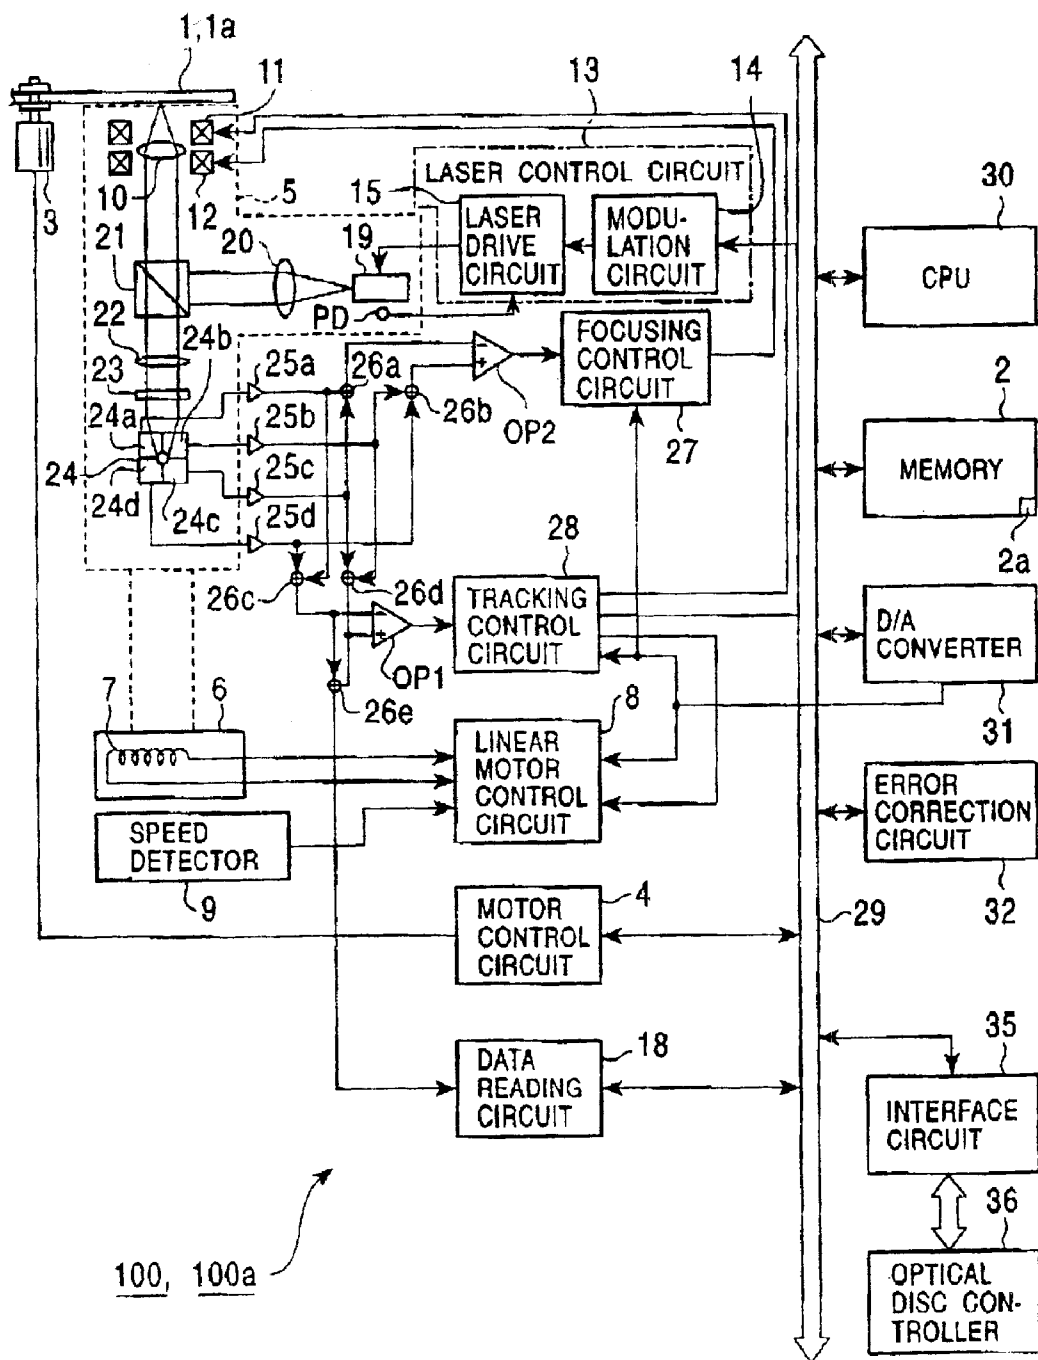 1,1a
11
13
14
3
10
12
5
LASER CONTROL CIRCUIT
15
LASER
DRIVE
CIRCUIT
MODU-
LATION
CIRCUIT
30
CPU
21
20
19
PD
22
24b
23
24a
24
24d
24c
25a
25b
25c
25d
26a
26b
OP2
FOCUSING
CONTROL
CIRCUIT
27
2
MEMORY
2a
26c
26d
OP1
26e
28
TRACKING
CONTROL
CIRCUIT
D/A
CONVERTER
31
7
6
8
LINEAR
MOTOR
CONTROL
CIRCUIT
ERROR
CORRECTION
CIRCUIT
32
SPEED
DETECTOR
9
4
MOTOR
CONTROL
CIRCUIT
29
18
DATA
READING
CIRCUIT
35
INTERFACE
CIRCUIT
36
OPTICAL
DISC CON-
TROLLER
100, 100a